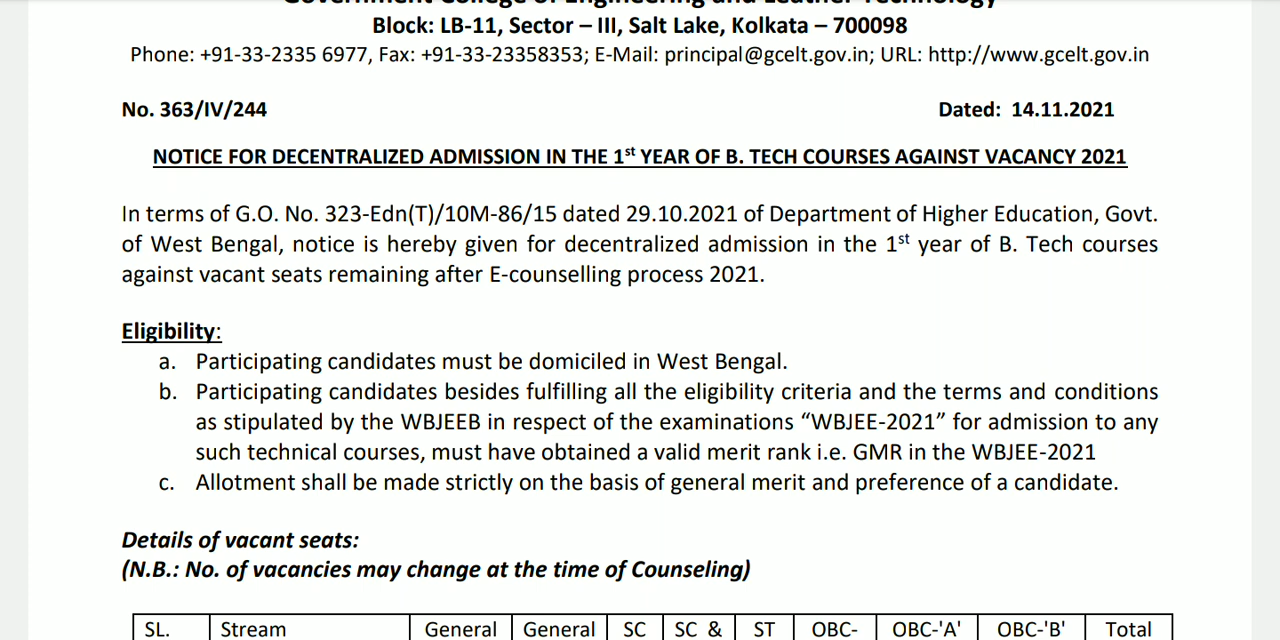 Government College of Engineering and Leather Technology
Block: LB-11, Sector – III, Salt Lake, Kolkata – 700098
Phone: +91-33-2335 6977, Fax: +91-33-23358353; E-Mail: principal@gcelt.gov.in; URL: http://www.gcelt.gov.in
No. 363/IV/244 Dated: 14.11.2021
NOTICE FOR DECENTRALIZED ADMISSION IN THE 1st YEAR OF B. TECH COURSES AGAINST VACANCY 2021
In terms of G.O. No. 323-Edn(T)/10M-86/15 dated 29.10.2021 of Department of Higher Education, Govt.
of West Bengal, notice is hereby given for decentralized admission in the 1st year of B. Tech courses
against vacant seats remaining after E-counselling process 2021.
Eligibility:
a. Participating candidates must be domiciled in West Bengal.
b. Participating candidates besides fulfilling all the eligibility criteria and the terms and conditions
as stipulated by the WBJEEB in respect of the examinations “WBJEE-2021” for admission to any
such technical courses, must have obtained a valid merit rank i.e. GMR in the WBJEE-2021
c. Allotment shall be made strictly on the basis of general merit and preference of a candidate.
Details of vacant seats:
(N.B.: No. of vacancies may change at the time of Counseling)
SL. Stream General General SC SC & ST OBC- OBC-'A' OBC-'B' Total